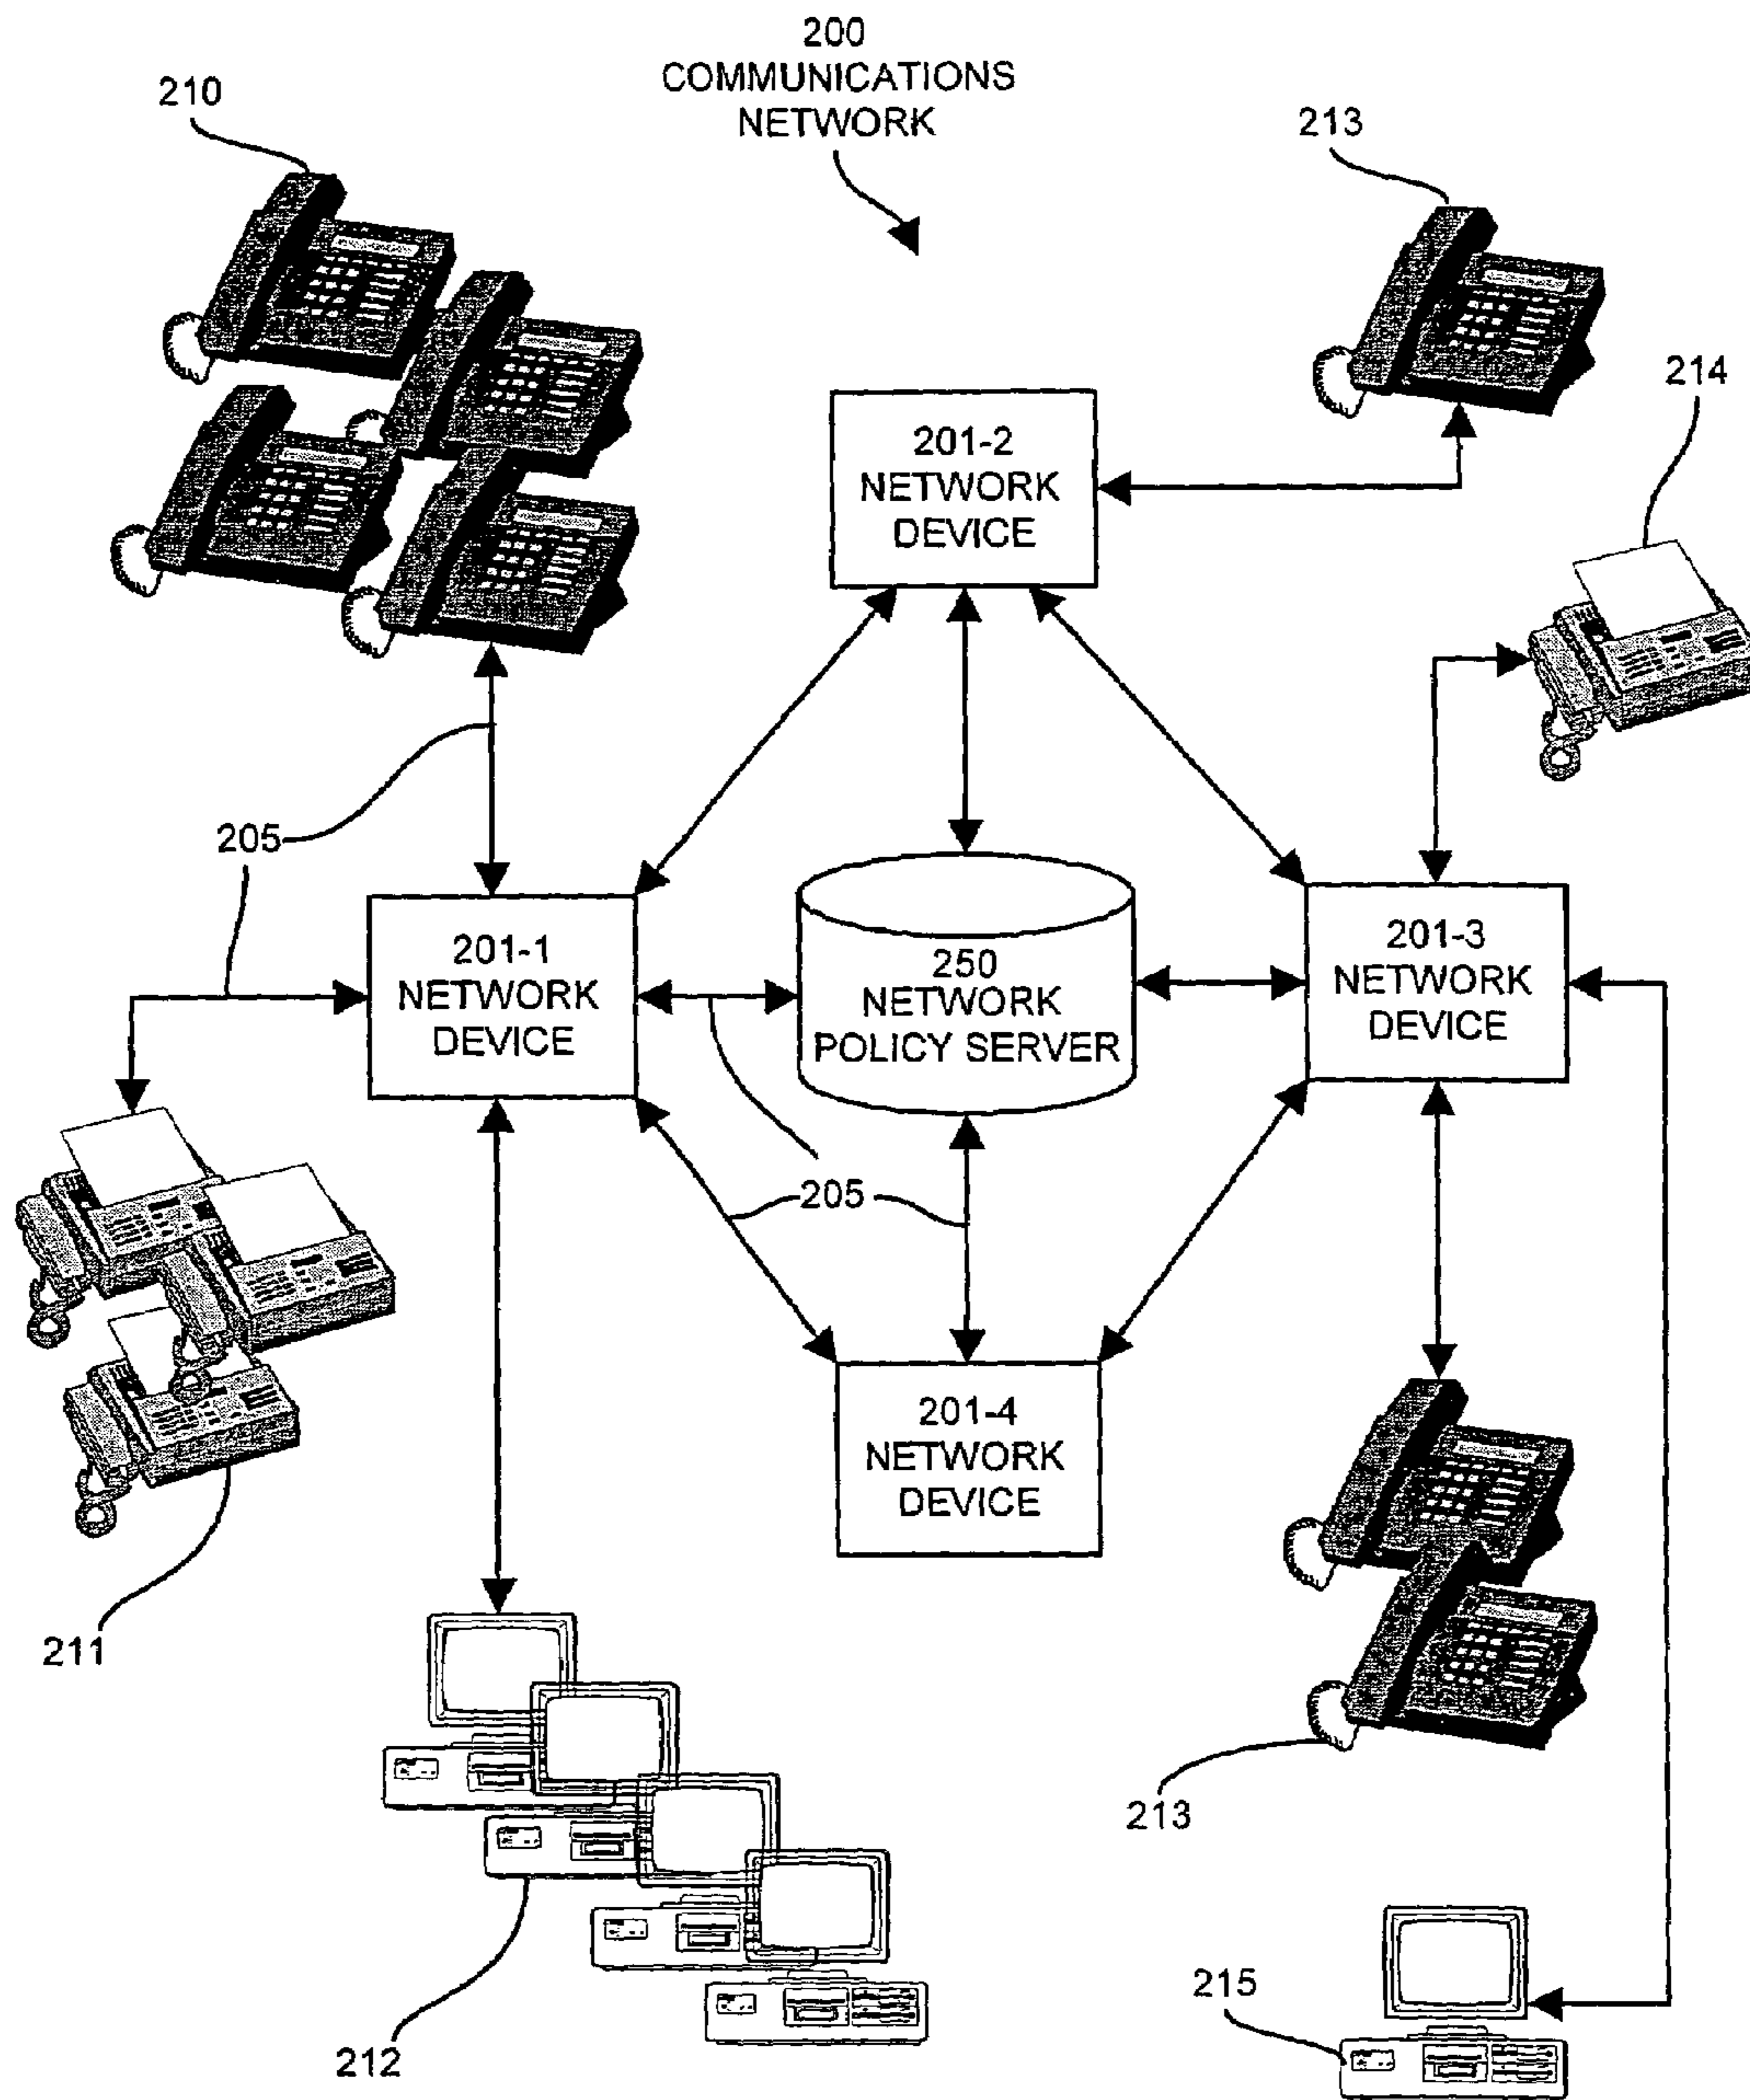 200
COMMUNICATIONS
NETWORK
210
213
214
201-2
NETWORK
DEVICE
205
201-1
NETWORK
DEVICE
250
NETWORK
POLICY SERVER
201-3
NETWORK
DEVICE
205
201-4
NETWORK
DEVICE
211
213
212
215